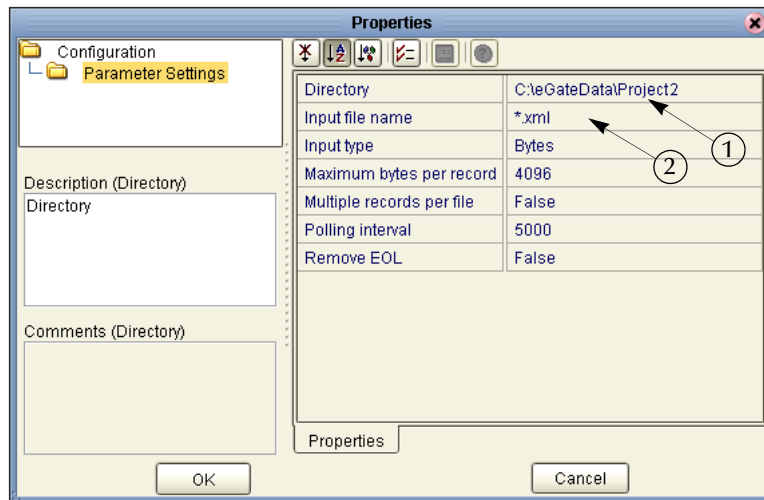 Properties
Configuration
Parameter Settings
Description (Directory)
Directory
Comments (Directory)
Directory C:\eGateData\Project2
Input file name *.xml
Input type Bytes
Maximum bytes per record 4096
Multiple records per file False
Polling interval 5000
Remove EOL False
1
2
Properties
OK
Cancel